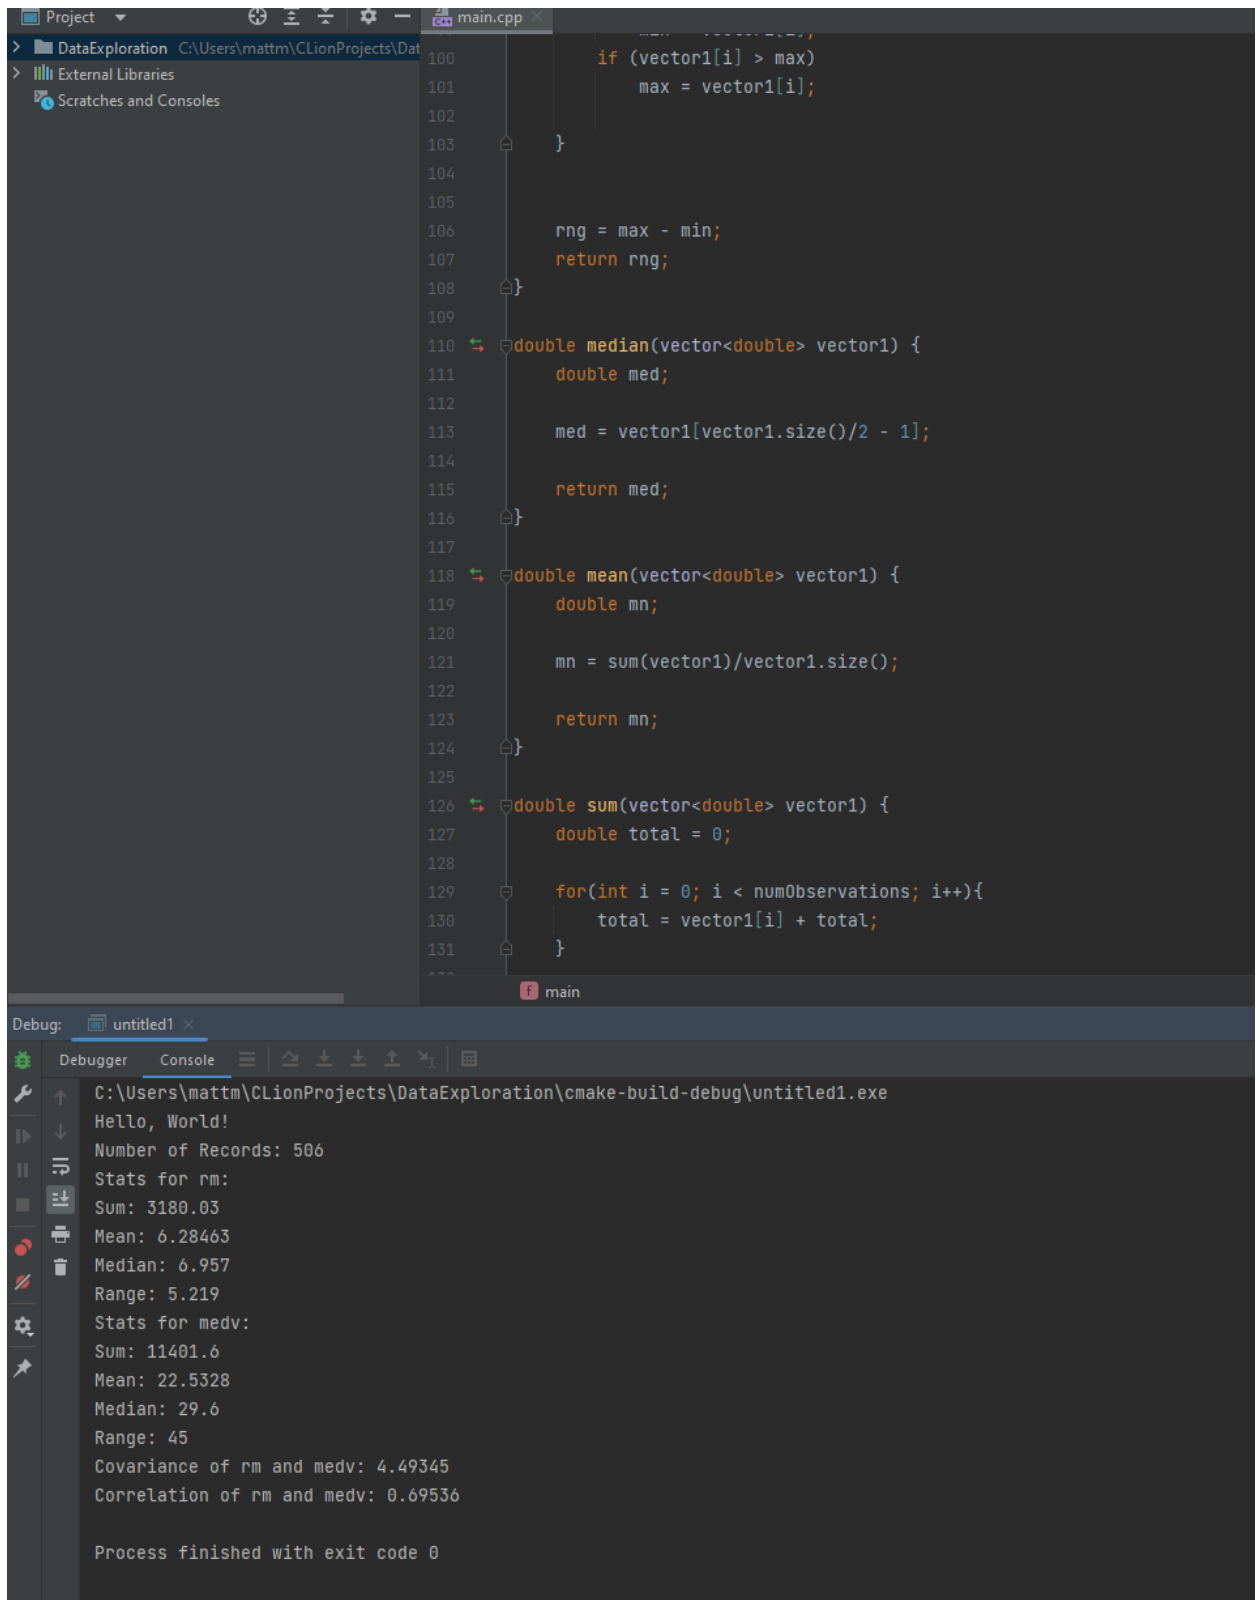 Project
main.cpp
DataExploration C:\Users\mattm\CLionProjects\Dat
External Libraries
Scratches and Consoles
100 if (vector1[i] > max)
101 max = vector1[i];
102
103 }
104
105
106 rng = max - min;
107 return rng;
108 }
109
110 double median(vector<double> vector1) {
111 double med;
112
113 med = vector1[vector1.size()/2 - 1];
114
115 return med;
116 }
117
118 double mean(vector<double> vector1) {
119 double mn;
120
121 mn = sum(vector1)/vector1.size();
122
123 return mn;
124 }
125
126 double sum(vector<double> vector1) {
127 double total = 0;
128
129 for(int i = 0; i < numObservations; i++){
130 total = vector1[i] + total;
131 }
f main
Debug: untitled1
Debugger Console
C:\Users\mattm\CLionProjects\DataExploration\cmake-build-debug\untitled1.exe
Hello, World!
Number of Records: 506
Stats for rm:
Sum: 3180.03
Mean: 6.28463
Median: 6.957
Range: 5.219
Stats for medv:
Sum: 11401.6
Mean: 22.5328
Median: 29.6
Range: 45
Covariance of rm and medv: 4.49345
Correlation of rm and medv: 0.69536
Process finished with exit code 0